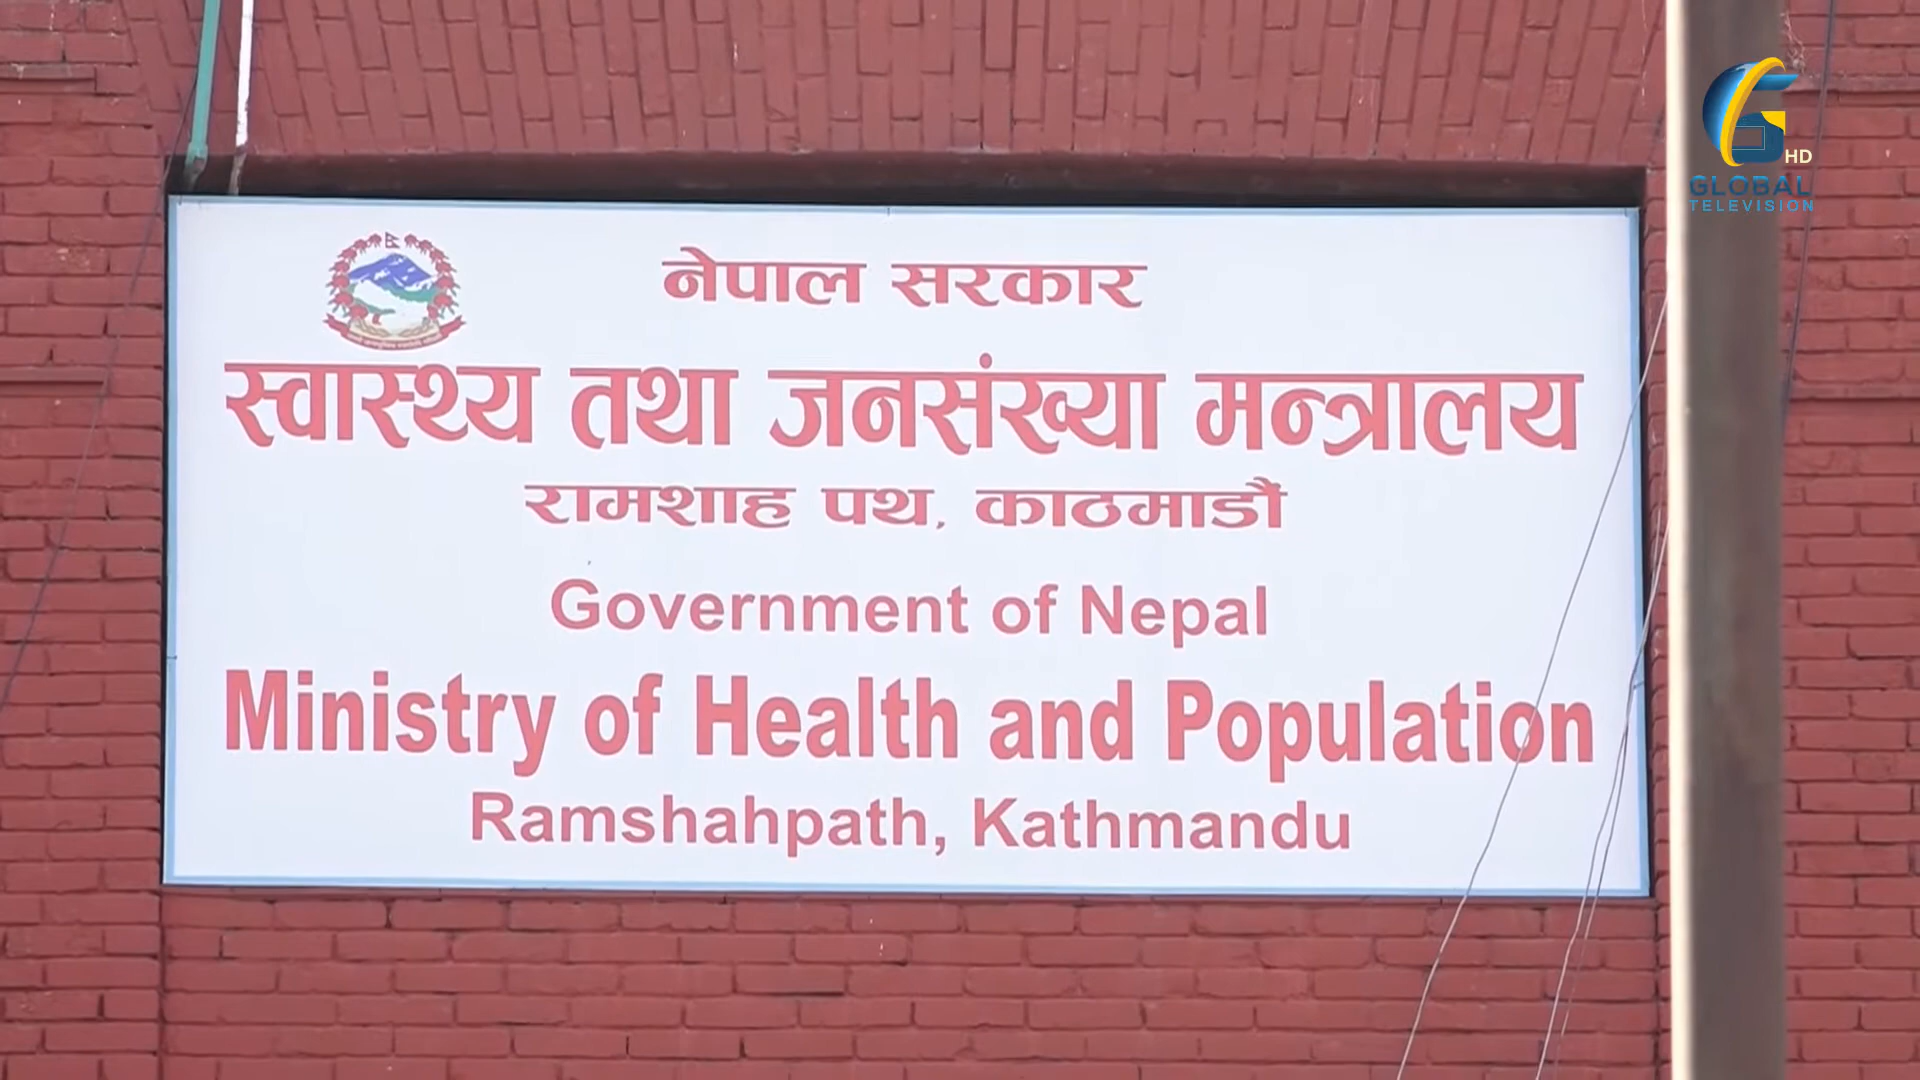 नेपाल सरकार
स्वास्थ्य तथा जनसंख्या मन्त्रालय
रामशाह पथ, काठमाडौं
Government of Nepal
Ministry of Health and Population
Ramshahpath, Kathmandu
HD
GLOBAL
TELEVISION